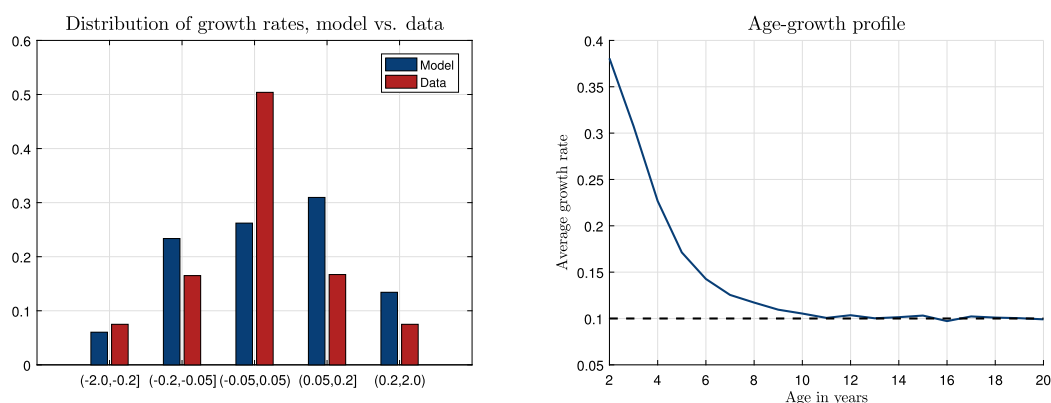 Distribution of growth rates, model vs. data
0.6
0.5
0.4
0.3
0.2
0.1
0
Model
Data
(-2.0,-0.2] (-0.2,-0.05] (-0.05,0.05) (0.05,0.2] (0.2,2.0)
Age-growth profile
Average growth rate
0.4
0.35
0.3
0.25
0.2
0.15
0.1
0.05
2 4 6 8 10 12 14 16 18 20
Age in years